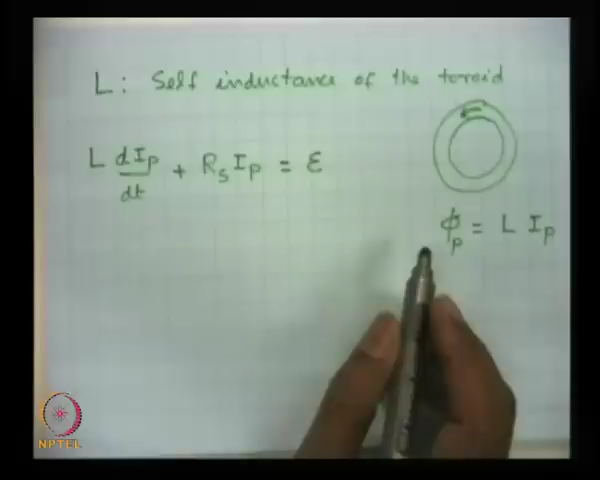 L : Self inductance of the toroid
L dI_p/dt + R_s I_p = ε
ϕ_p = L I_p
NPTEL